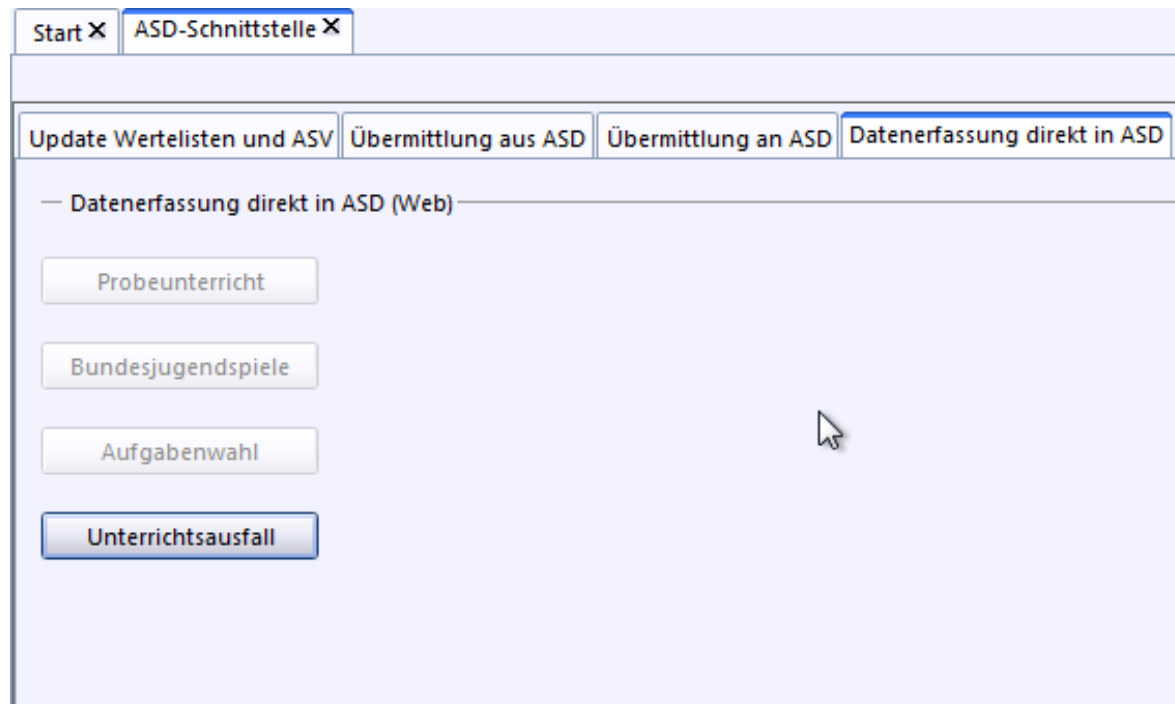 Start X ASD-Schnittstelle X
Update Wertelisten und ASV Übermittlung aus ASD Übermittlung an ASD Datenerfassung direkt in ASD
Datenerfassung direkt in ASD (Web)
Probeunterricht
Bundesjugendspiele
Aufgabenwahl
Unterrichtsausfall